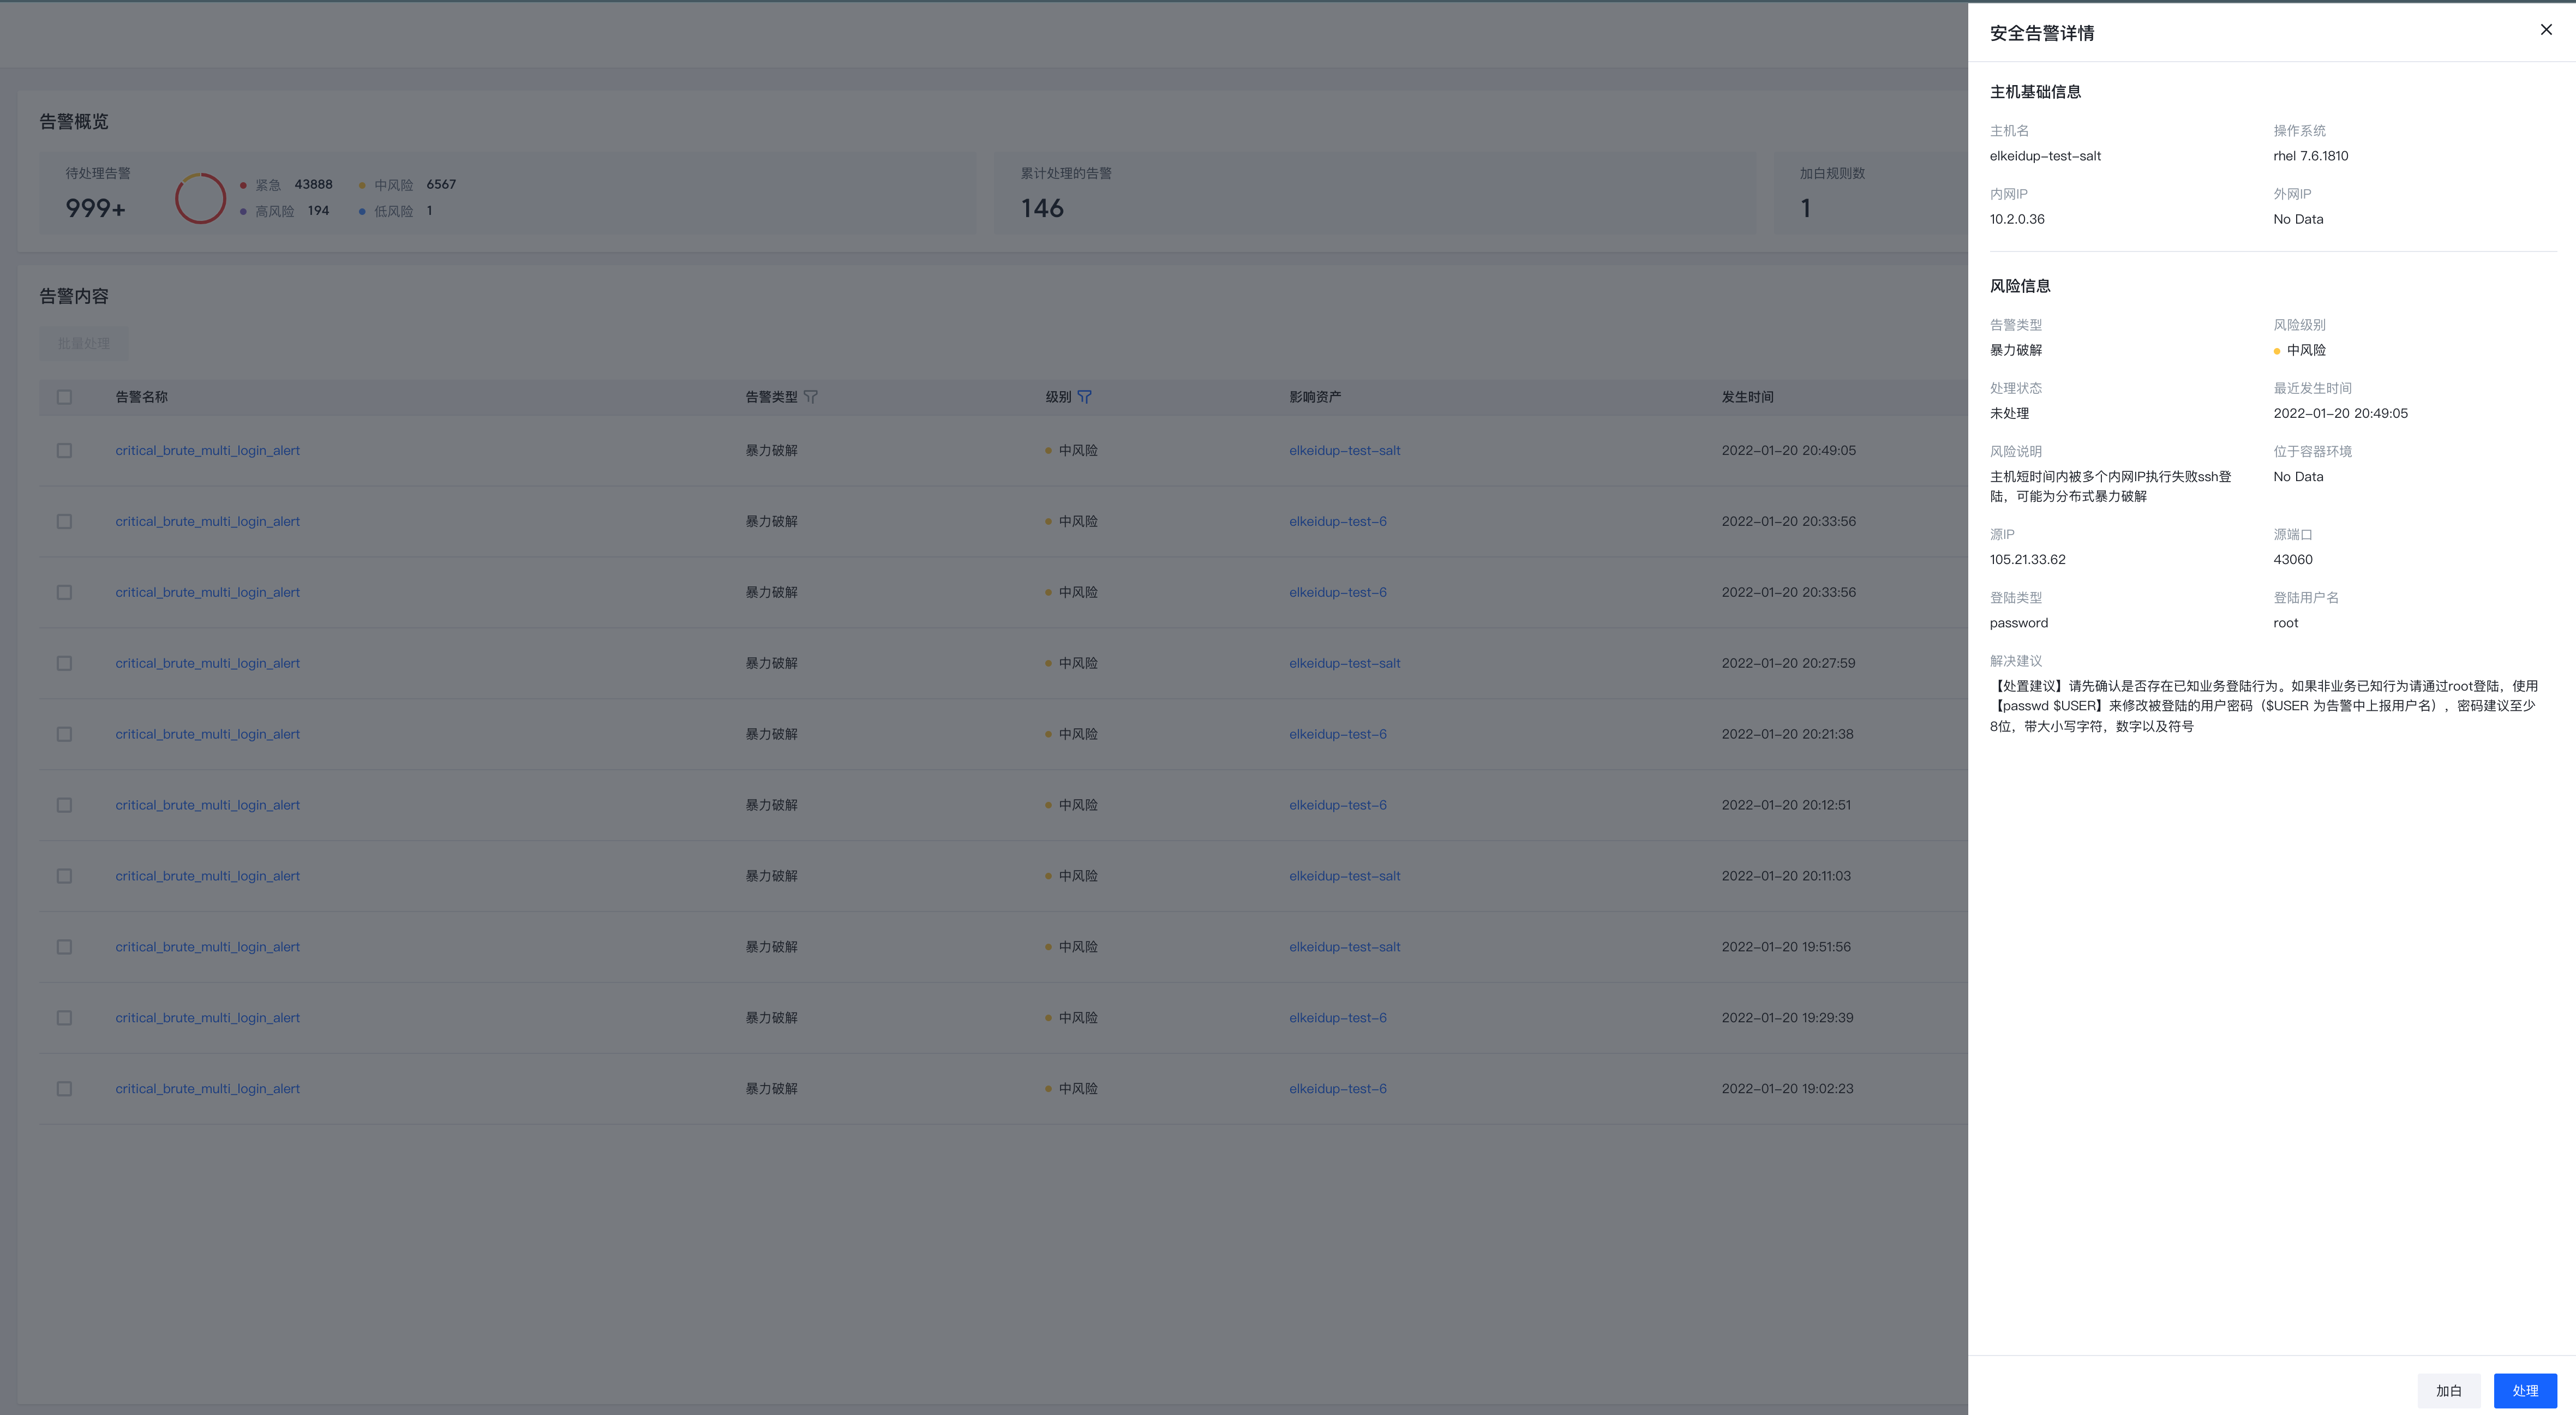 告警概览
待处理告警
999+
紧急 43888 中风险 6567
高风险 194 低风险 1
累计处理的告警
146
加白规则数
1
告警内容
批量处理
告警名称 告警类型 级别 影响资产 发生时间
critical_brute_multi_login_alert 暴力破解 中风险 elkeidup-test-salt 2022-01-20 20:49:05
critical_brute_multi_login_alert 暴力破解 中风险 elkeidup-test-6 2022-01-20 20:33:56
critical_brute_multi_login_alert 暴力破解 中风险 elkeidup-test-6 2022-01-20 20:33:56
critical_brute_multi_login_alert 暴力破解 中风险 elkeidup-test-salt 2022-01-20 20:27:59
critical_brute_multi_login_alert 暴力破解 中风险 elkeidup-test-6 2022-01-20 20:21:38
critical_brute_multi_login_alert 暴力破解 中风险 elkeidup-test-6 2022-01-20 20:12:51
critical_brute_multi_login_alert 暴力破解 中风险 elkeidup-test-salt 2022-01-20 20:11:03
critical_brute_multi_login_alert 暴力破解 中风险 elkeidup-test-salt 2022-01-20 19:51:56
critical_brute_multi_login_alert 暴力破解 中风险 elkeidup-test-6 2022-01-20 19:29:39
critical_brute_multi_login_alert 暴力破解 中风险 elkeidup-test-6 2022-01-20 19:02:23
安全告警详情
主机基础信息
主机名 操作系统
elkeidup-test-salt rhel 7.6.1810
内网IP 外网IP
10.2.0.36 No Data
风险信息
告警类型 风险级别
暴力破解 中风险
处理状态 最近发生时间
未处理 2022-01-20 20:49:05
风险说明 位于容器环境
主机短时间内被多个内网IP执行失败ssh登 No Data
陆，可能为分布式暴力破解
源IP 源端口
105.21.33.62 43060
登陆类型 登陆用户名
password root
解决建议
【处置建议】请先确认是否存在已知业务登陆行为。如果非业务已知行为请通过root登陆，使用
【passwd $USER】来修改被登陆的用户密码（$USER 为告警中上报用户名），密码建议至少
8位，带大小写字符，数字以及符号
加白 处理